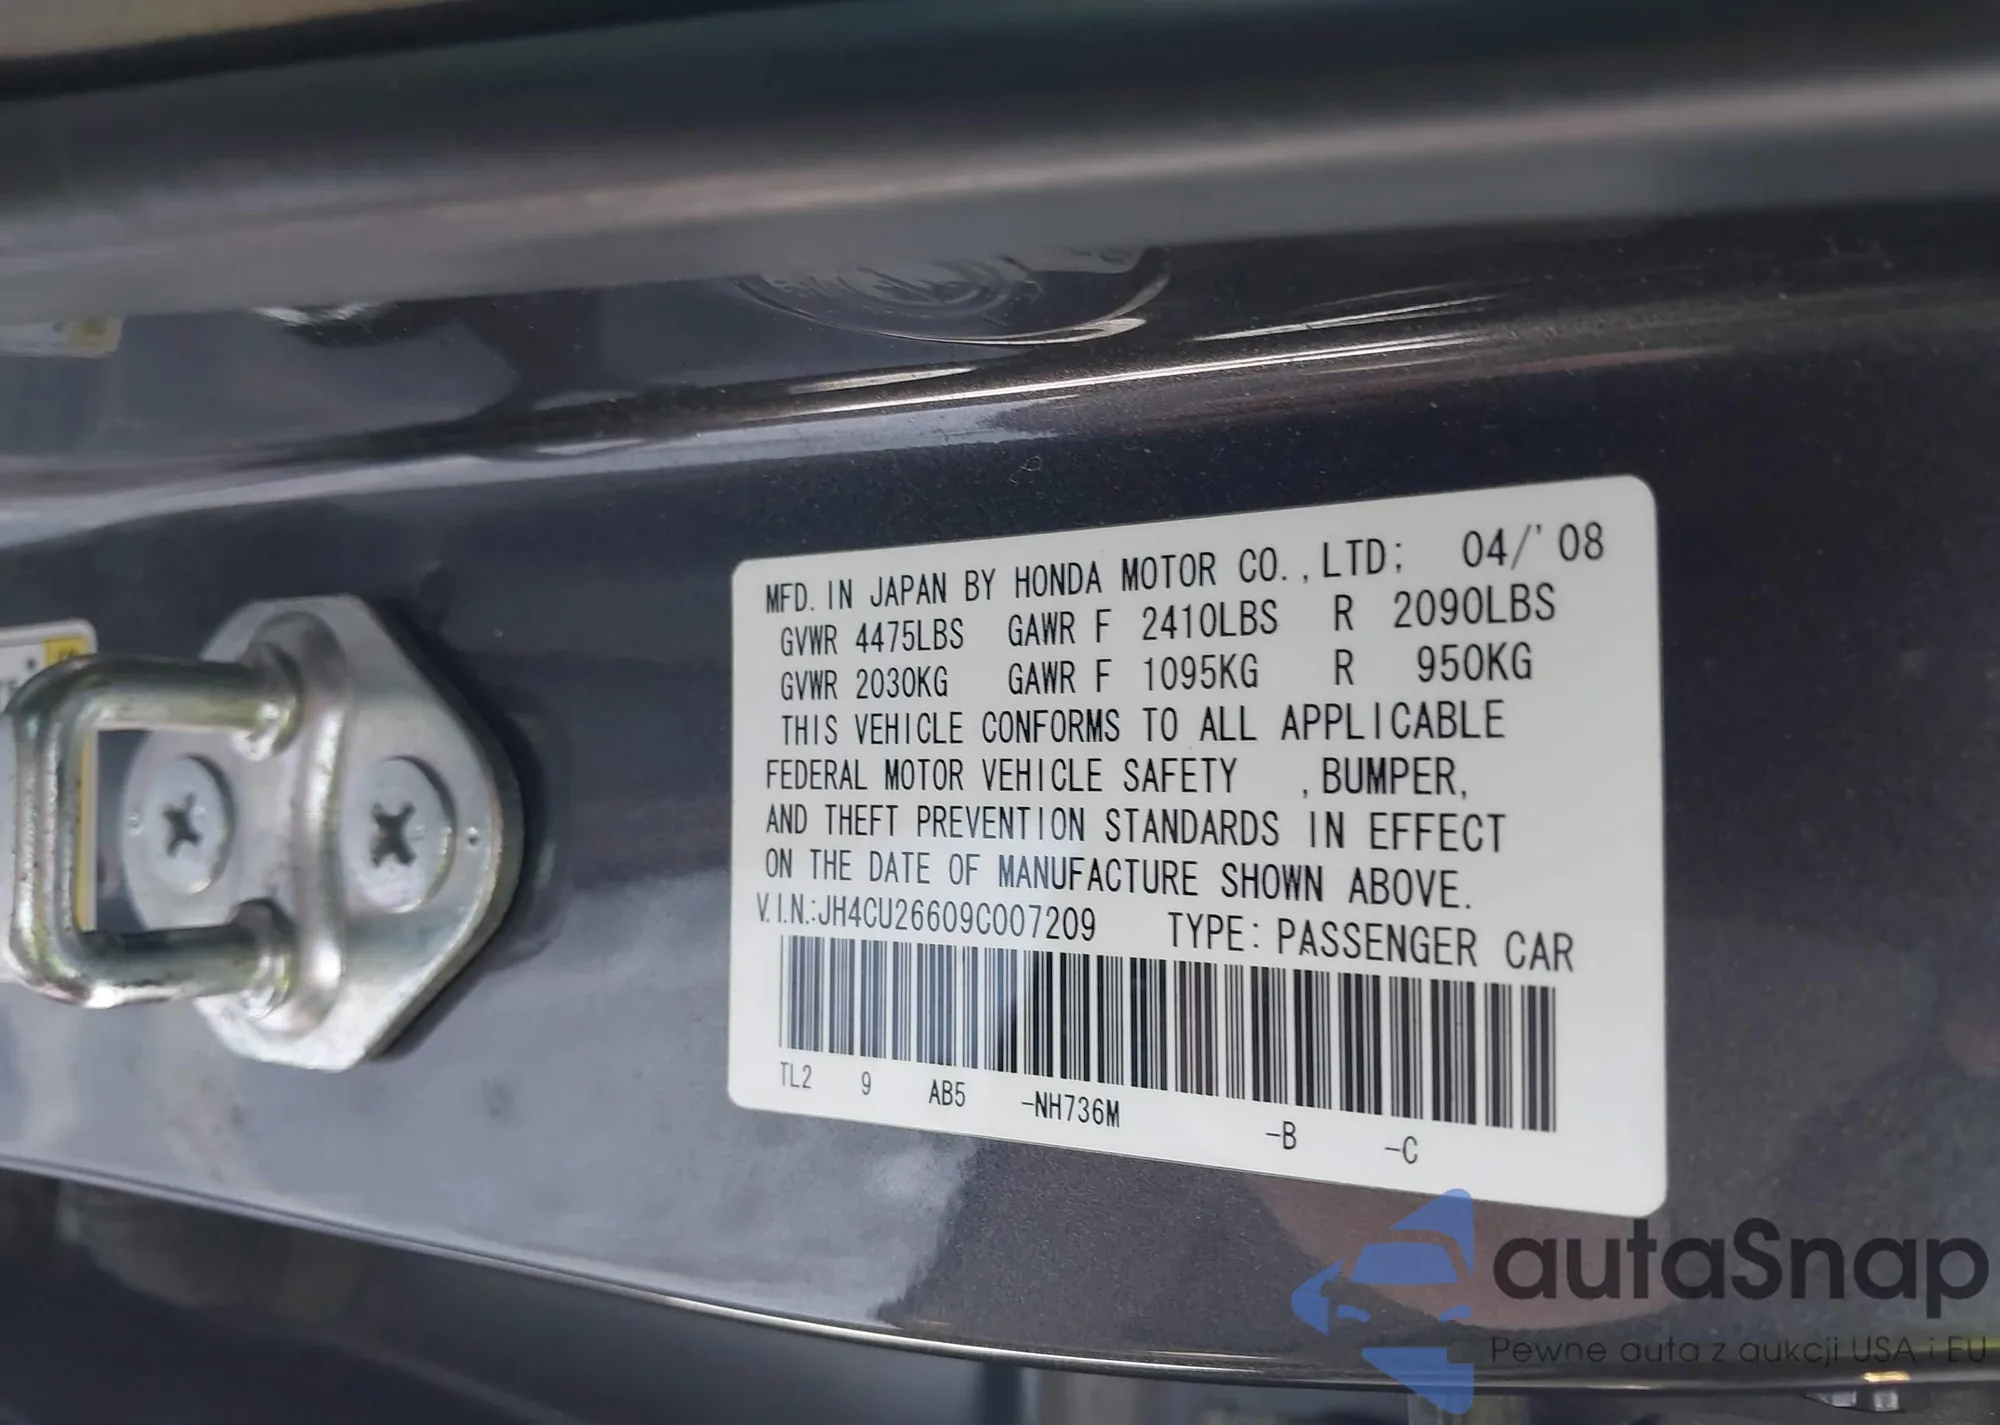 MFD. IN JAPAN BY HONDA MOTOR CO., LTD; 04/'08
GVWR 4475LBS GAWR F 2410LBS R 2090LBS
GVWR 2030KG GAWR F 1095KG R 950KG
THIS VEHICLE CONFORMS TO ALL APPLICABLE
FEDERAL MOTOR VEHICLE SAFETY , BUMPER,
AND THEFT PREVENTION STANDARDS IN EFFECT
ON THE DATE OF MANUFACTURE SHOWN ABOVE.
V.I.N.:JH4CU26609C007209 TYPE: PASSENGER CAR
TL2 9 AB5 -NH736M -B -C
autaSnap
Pewne auta z aukcji USA i EU